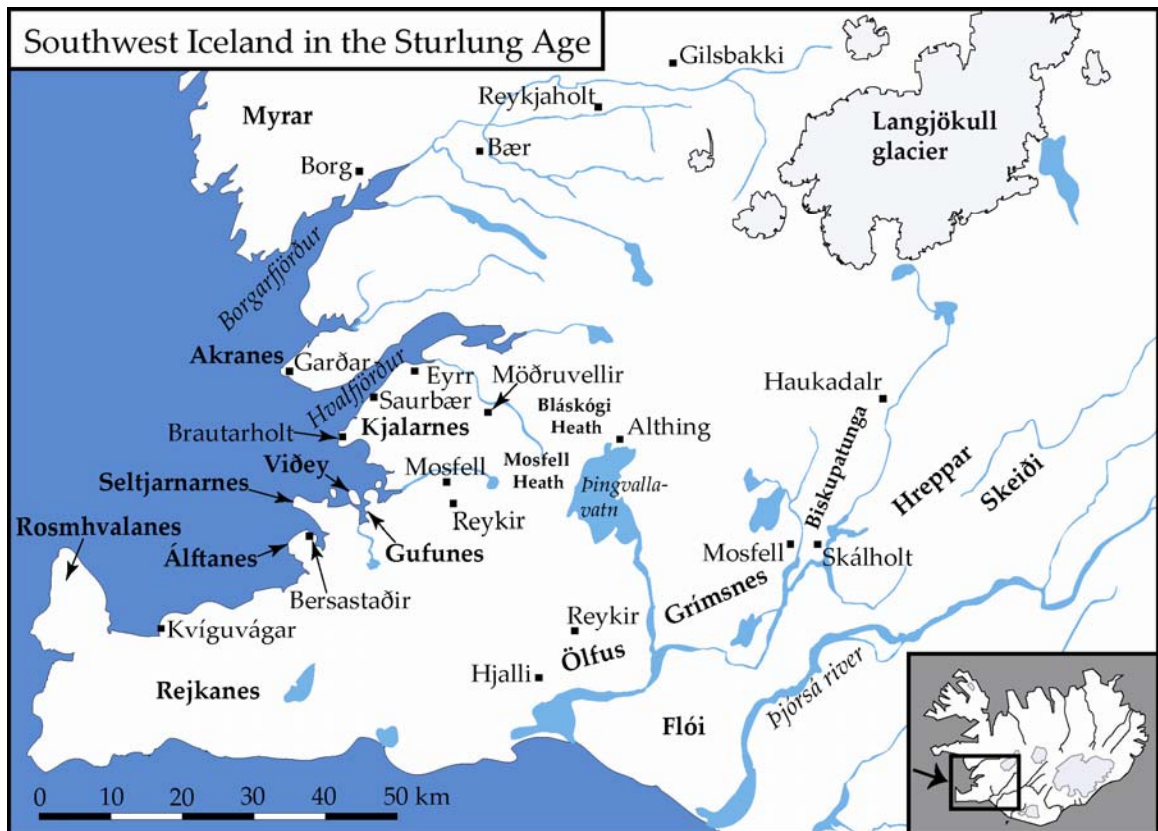 Southwest Iceland in the Sturlung Age
Gilsbakki
Reykjaholt
Myrar
Langjökull
glacier
Bær
Borg
Borgarfjörður
Akranes
Garðar
Hvalfjörður
Eyrr
Möðruvellir
Haukadalr
Saurbær
Bláskógi
Heath
Kjalarnes
Brautarholt
Althing
Viðey
Mosfell
Mosfell
Heath
Biskupatunga
Hreppar
Skeiði
Seltjarnarnes
Þingvalla-
vatn
Rosmhvalanes
Reykir
Álftanes
Gufunes
Mosfell
Skálholt
Grímsnes
Bersastaðir
Kvíguvágar
Reykir
Ölfus
Hjalli
Rejkanes
Flói
Þjórsá river
0 10 20 30 40 50 km